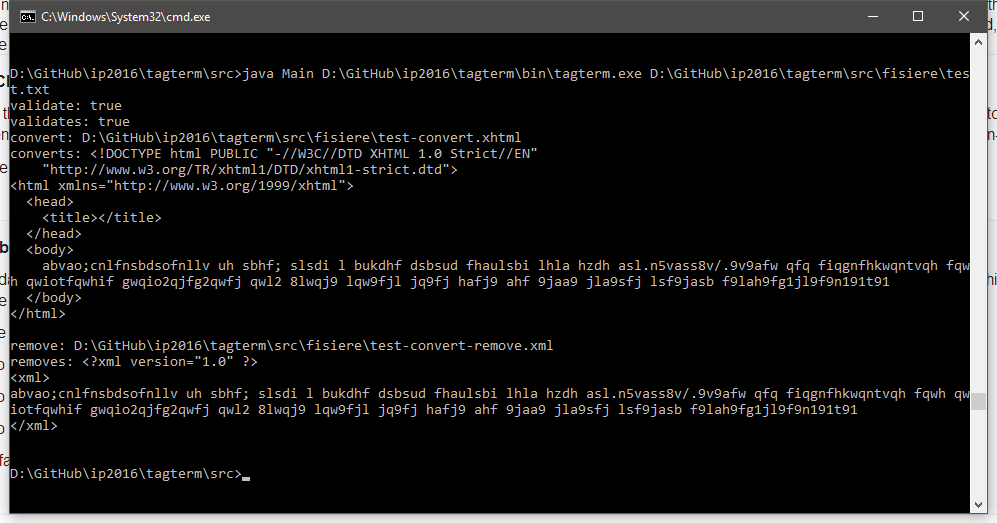 C:\Windows\System32\cmd.exe
D:\GitHub\ip2016\tagterm\src>java Main D:\GitHub\ip2016\tagterm\bin\tagterm.exe D:\GitHub\ip2016\tagterm\src\fisiere\tes
t.txt
validate: true
validates: true
convert: D:\GitHub\ip2016\tagterm\src\fisiere\test-convert.xhtml
converts: <!DOCTYPE html PUBLIC "-//W3C//DTD XHTML 1.0 Strict//EN"
    "http://www.w3.org/TR/xhtml1/DTD/xhtml1-strict.dtd">
<html xmlns="http://www.w3.org/1999/xhtml">
  <head>
    <title></title>
  </head>
  <body>
    abvao;cnlfnsbdsofnllv uh sbhf; slsdi l bukdhf dsbsud fhaulsbi lhla hzdh asl.n5vass8v/.9v9afw qfq fiqgnfhkwqntvqh fqw
h qwiotfqwhif gwqio2qjfg2qwfj qwl2 8lwqj9 lqw9fjl jq9fj hafj9 ahf 9jaa9 jla9sfj lsf9jasb f9lah9fg1jl9f9n191t91
  </body>
</html>
remove: D:\GitHub\ip2016\tagterm\src\fisiere\test-convert-remove.xml
removes: <?xml version="1.0" ?>
<xml>
abvao;cnlfnsbdsofnllv uh sbhf; slsdi l bukdhf dsbsud fhaulsbi lhla hzdh asl.n5vass8v/.9v9afw qfq fiqgnfhkwqntvqh fqwh qw
iotfqwhif gwqio2qjfg2qwfj qwl2 8lwqj9 lqw9fjl jq9fj hafj9 ahf 9jaa9 jla9sfj lsf9jasb f9lah9fg1jl9f9n191t91
</xml>
D:\GitHub\ip2016\tagterm\src>